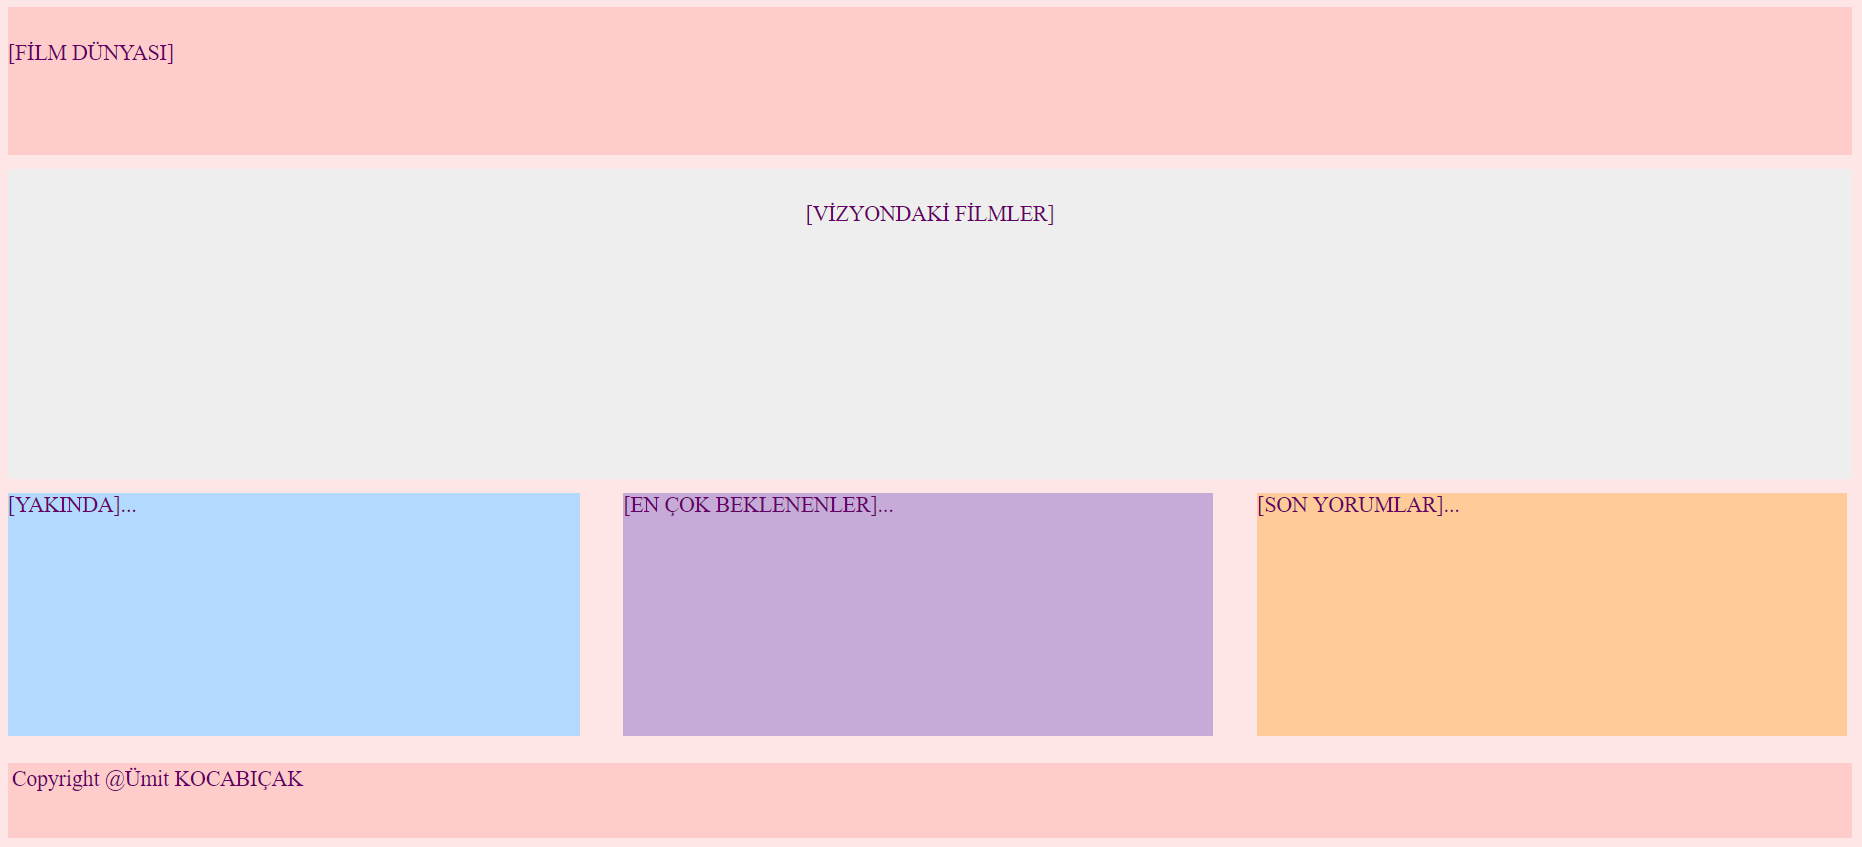 [FİLM DÜNYASI]
[VİZYONDAKİ FİLMLER]
[YAKINDA]...
[EN ÇOK BEKLENENLER]...
[SON YORUMLAR]...
Copyright @Ümit KOCABIÇAK